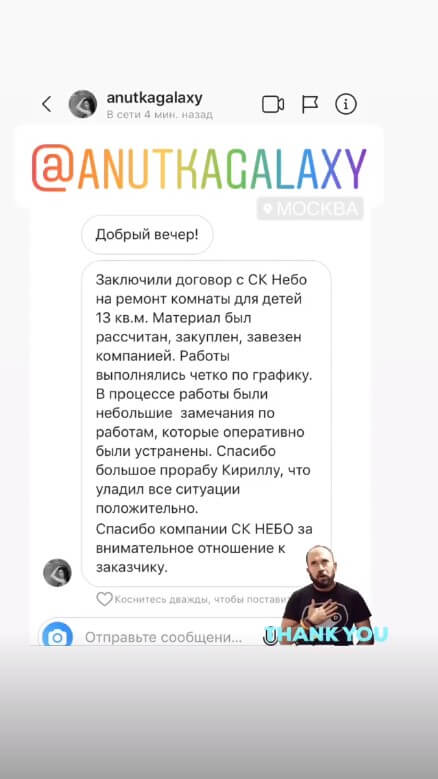 anutkagalaxy
В сети 4 мин. назад
@ANUTKAGALAXY
МОСКВА
Добрый вечер!
Заключили договор с СК Небо
на ремонт комнаты для детей
13 кв.м. Материал был
рассчитан, закуплен, завезен
компанией. Работы
выполнялись четко по графику.
В процессе работы были
небольшие замечания по
работам, которые оперативно
были устранены. Спасибо
большое прорабу Кириллу, что
уладил все ситуации
положительно.
Спасибо компании СК НЕБО за
внимательное отношение к
заказчику.
Коснитесь дважды, чтобы постави
Отправьте сообщени...
THANK YOU